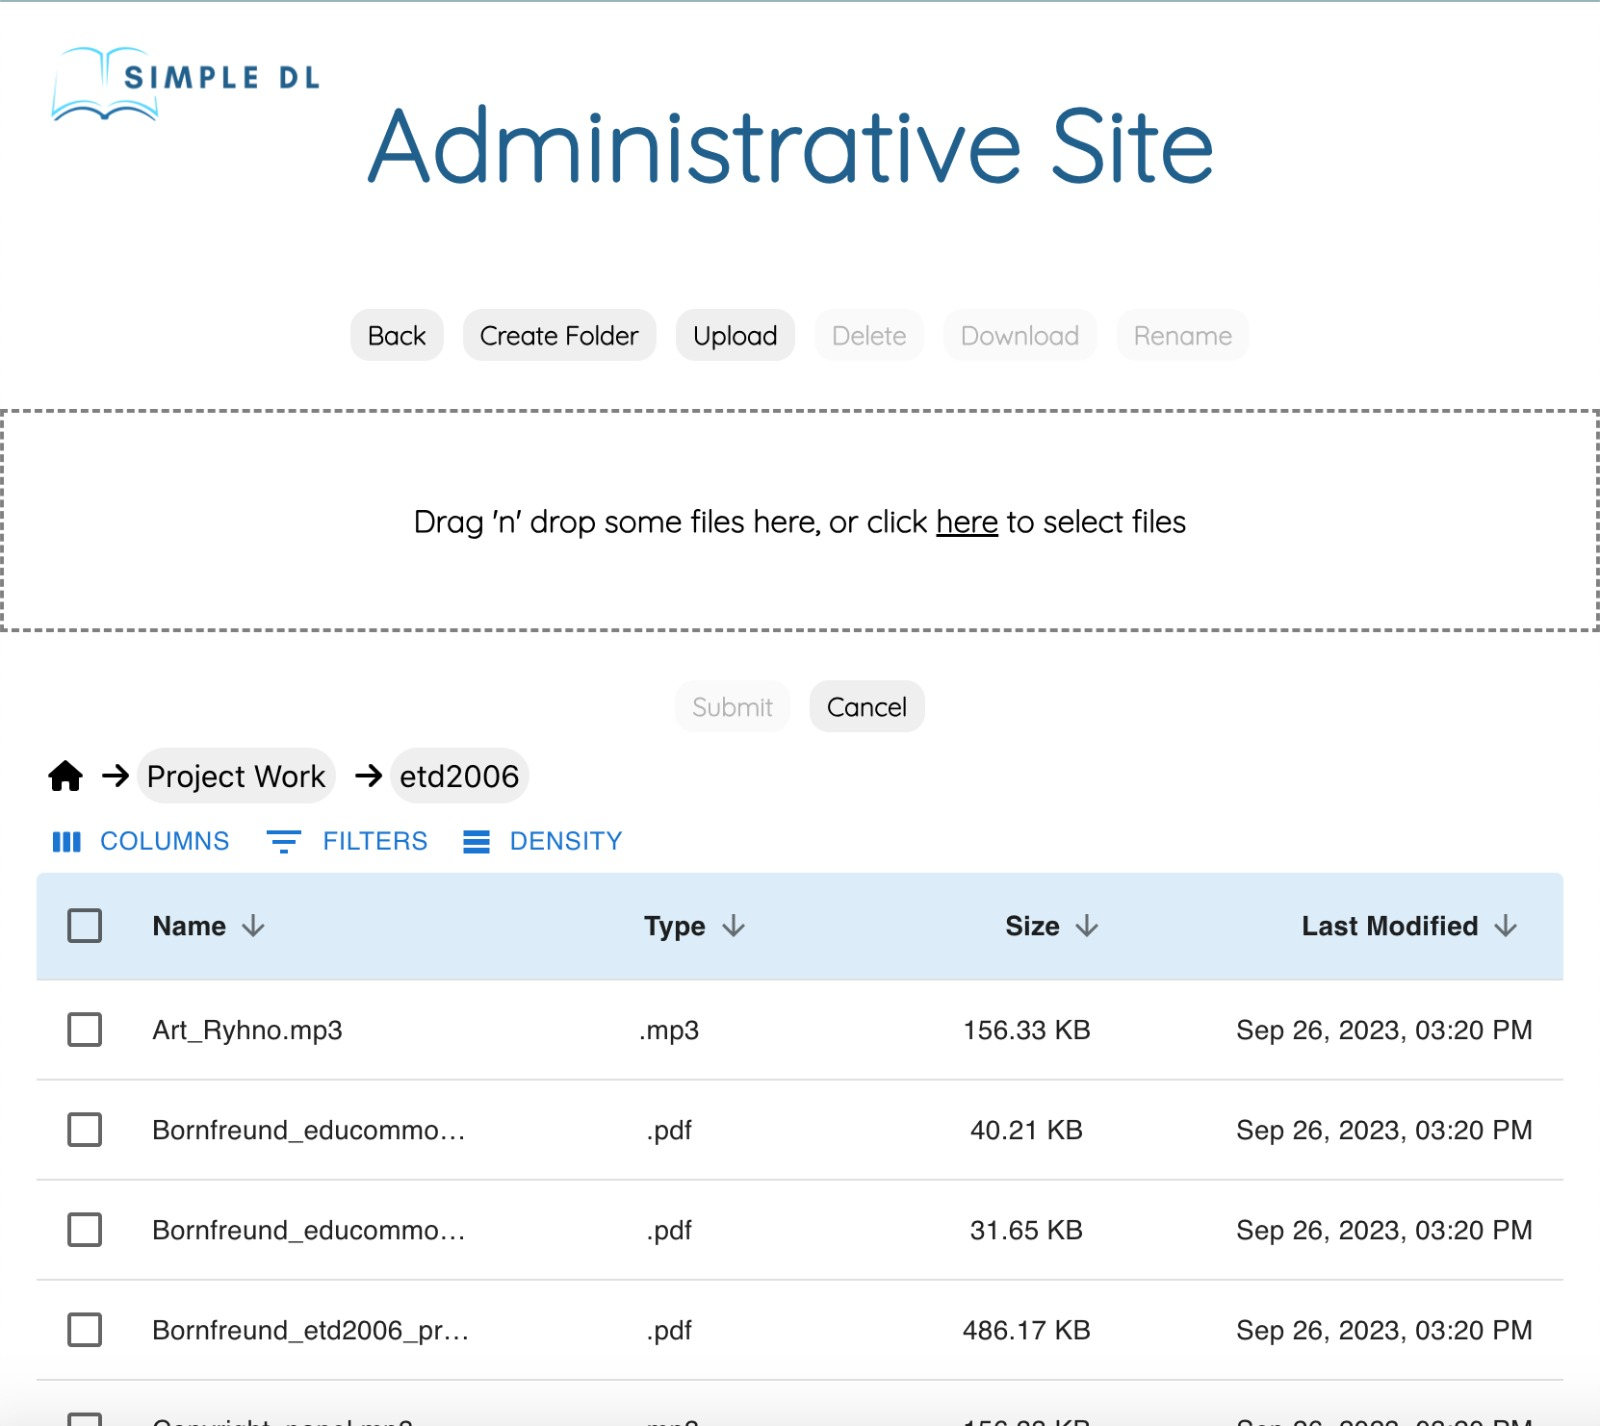 SIMPLE DL
Administrative Site
Back Create Folder Upload Delete Download Rename
Drag 'n' drop some files here, or click here to select files
Submit Cancel
Project Work → etd2006
COLUMNS FILTERS DENSITY
Name Type Size Last Modified
Art_Ryhno.mp3 .mp3 156.33 KB Sep 26, 2023, 03:20 PM
Bornfreund_educommo... .pdf 40.21 KB Sep 26, 2023, 03:20 PM
Bornfreund_educommo... .pdf 31.65 KB Sep 26, 2023, 03:20 PM
Bornfreund_etd2006_pr... .pdf 486.17 KB Sep 26, 2023, 03:20 PM